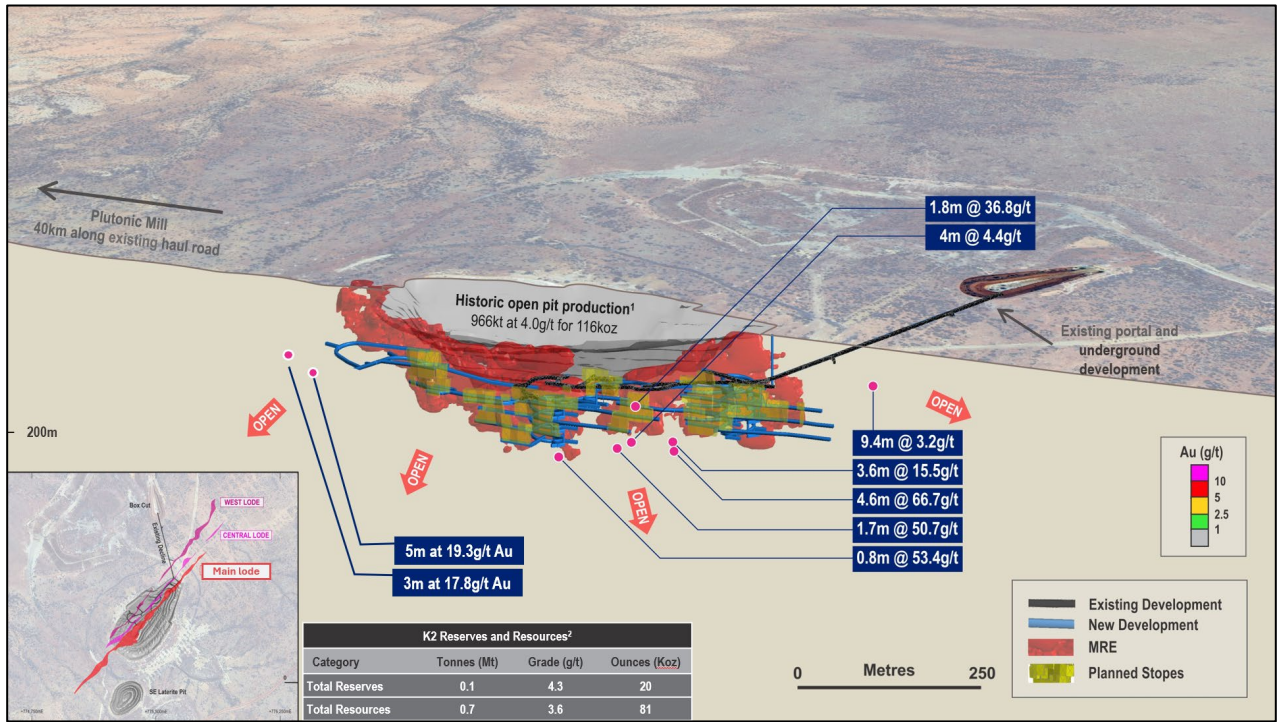 Plutonic Mill
40km along existing haul road
1.8m @ 36.8g/t
4m @ 4.4g/t
Historic open pit production¹
966kt at 4.0g/t for 116koz
Existing portal and
underground
development
OPEN
OPEN
OPEN
OPEN
200m
9.4m @ 3.2g/t
3.6m @ 15.5g/t
4.6m @ 66.7g/t
1.7m @ 50.7g/t
0.8m @ 53.4g/t
5m at 19.3g/t Au
3m at 17.8g/t Au
Au (g/t)
10
5
2.5
1
Box Cut
Existing Decline
WEST LODE
CENTRAL LODE
Main lode
SE Laterite Pit
0
K2 Reserves and Resources²
Category Tonnes (Mt) Grade (g/t) Ounces (Koz)
Total Reserves 0.1 4.3 20
Total Resources 0.7 3.6 81
0 Metres 250
Existing Development
New Development
MRE
Planned Stopes